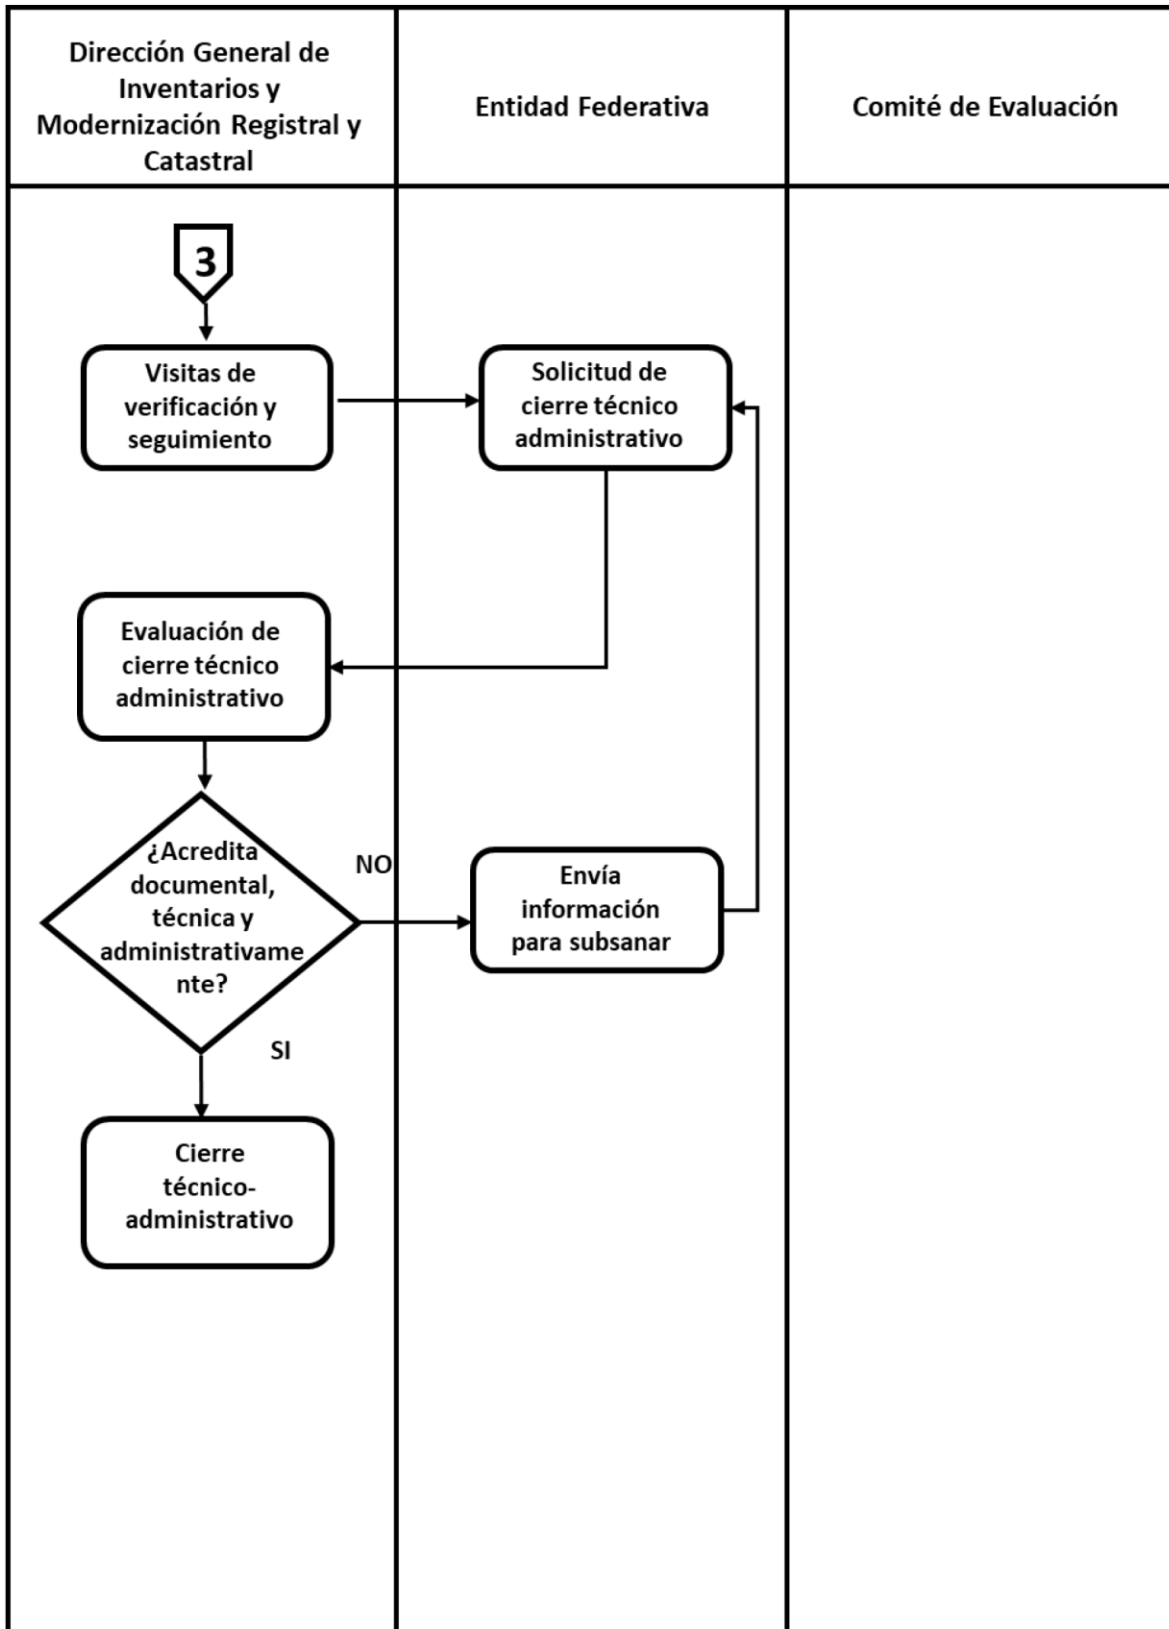 Dirección General de
Inventarios y
Modernización Registral y
Catastral
Entidad Federativa
Comité de Evaluación
3
Visitas de
verificación y
seguimiento
Solicitud de
cierre técnico
administrativo
Evaluación de
cierre técnico
administrativo
¿Acredita
documental,
técnica y
administrativame
nte?
NO
Envía
información
para subsanar
SI
Cierre
técnico-
administrativo